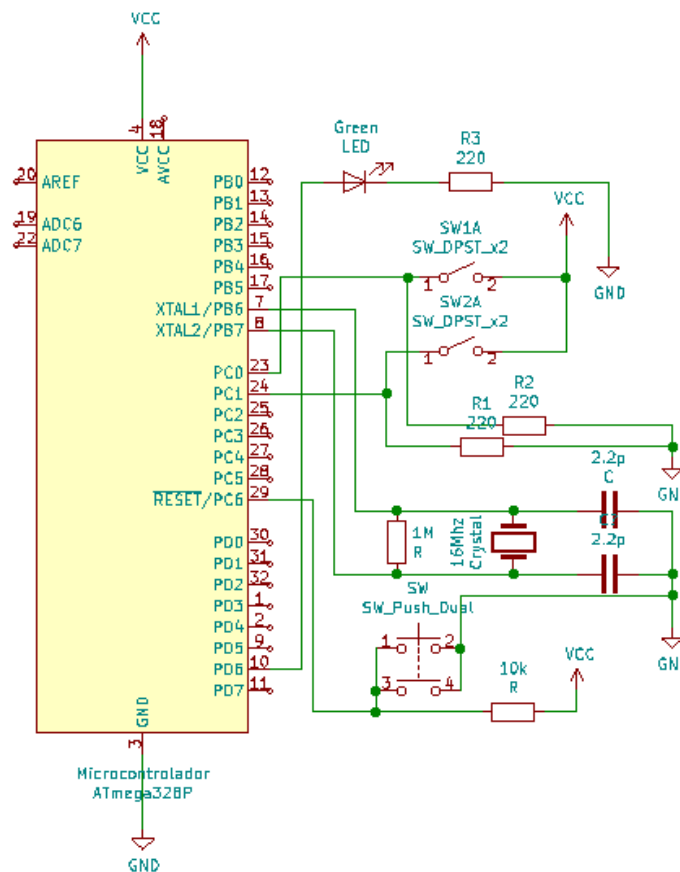 VCC
4
18
VCC
AVCC
20
AREF
19
ADC6
22
ADC7
PB0
12
PB1
13
PB2
14
PB3
15
PB4
16
PB5
17
XTAL1/PB6
7
XTAL2/PB7
8
PC0
23
PC1
24
PC2
25
PC3
26
PC4
27
PC5
28
RESET/PC6
29
PD0
30
PD1
31
PD2
32
PD3
1
PD4
2
PD5
9
PD6
10
PD7
11
GND
3
Microcontrolador
ATmega328P
GND
Green
LED
R3
220
GND
VCC
SW1A
SW_DPST_x2
1
2
SW2A
SW_DPST_x2
1
2
R2
220
R1
220
GN
2.2p
C
2.2p
1M
R
16Mhz
Crystal
GN
SW
SW_Push_Dual
1
2
3
4
10k
R
VCC